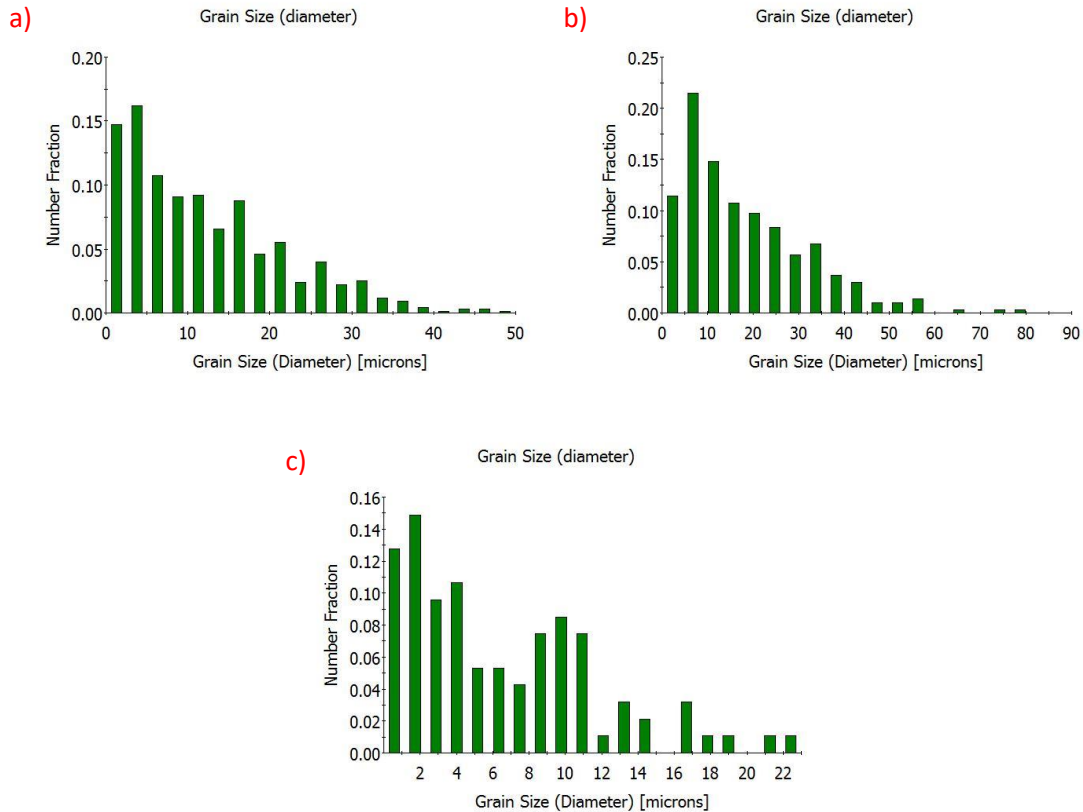 a)
Grain Size (diameter)
0.20
0.15
0.10
0.05
0.00
Number Fraction
0 10 20 30 40 50
Grain Size (Diameter) [microns]
b)
Grain Size (diameter)
0.25
0.20
0.15
0.10
0.05
0.00
Number Fraction
0 10 20 30 40 50 60 70 80 90
Grain Size (Diameter) [microns]
c)
Grain Size (diameter)
0.16
0.14
0.12
0.10
0.08
0.06
0.04
0.02
0.00
Number Fraction
2 4 6 8 10 12 14 16 18 20 22
Grain Size (Diameter) [microns]